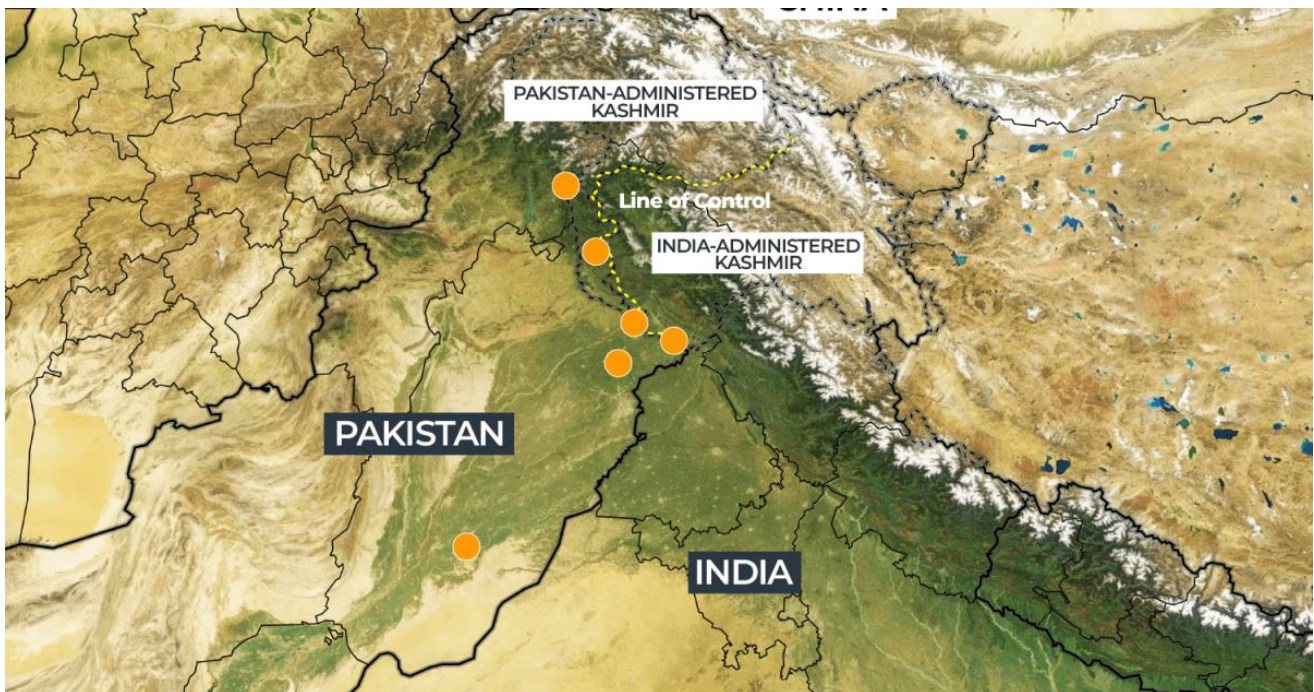 PAKISTAN-ADMINISTERED
KASHMIR
Line of Control
INDIA-ADMINISTERED
KASHMIR
PAKISTAN
INDIA